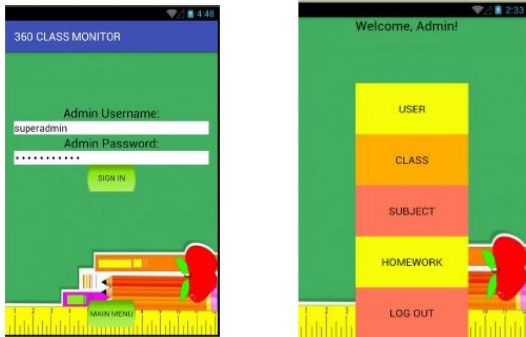 4:48
360 CLASS MONITOR
Admin Username:
superadmin
Admin Password:
•••••••••••
SIGN IN
MAIN MENU
2:33
Welcome, Admin!
USER
CLASS
SUBJECT
HOMEWORK
LOG OUT